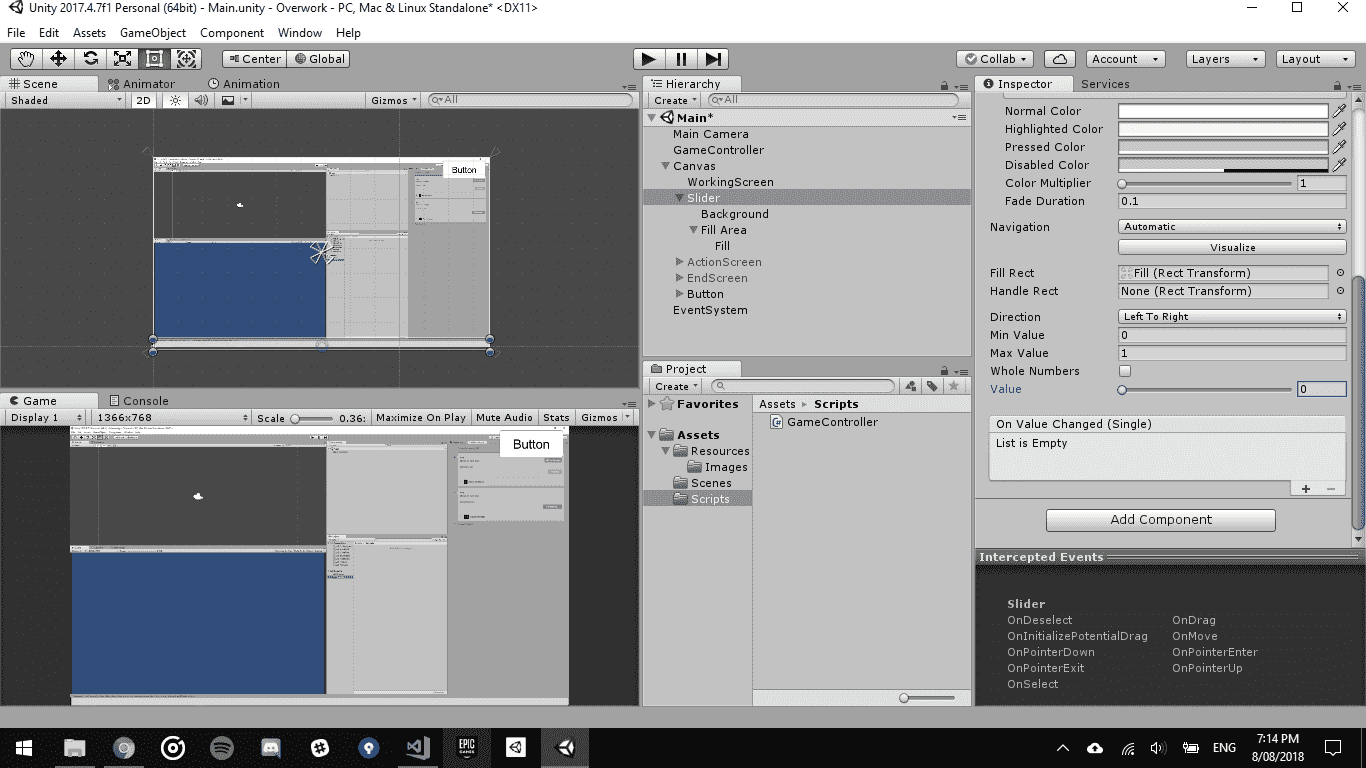 Unity 2017.4.7f1 Personal (64bit) - Main.unity - Overwork - PC, Mac & Linux Standalone* <DX11>
File Edit Assets GameObject Component Window Help
Center Global
Collab Account Layers Layout
Scene Animator Animation
Shaded 2D Gizmos All
Button
Game Console
Display 1 1366x768 Scale 0.36: Maximize On Play Mute Audio Stats Gizmos
Button
Hierarchy
Create All
Main*
Main Camera
GameController
Canvas
WorkingScreen
Slider
Background
Fill Area
Fill
ActionScreen
EndScreen
Button
EventSystem
Project
Create
Favorites
Assets
Resources
Images
Scenes
Scripts
Assets Scripts
GameController
Inspector Services
Normal Color
Highlighted Color
Pressed Color
Disabled Color
Color Multiplier 1
Fade Duration 0.1
Navigation Automatic
Visualize
Fill Rect Fill (Rect Transform)
Handle Rect None (Rect Transform)
Direction Left To Right
Min Value 0
Max Value 1
Whole Numbers
Value 0
On Value Changed (Single)
List is Empty
+ −
Add Component
Intercepted Events
Slider
OnDeselect OnDrag
OnInitializePotentialDrag OnMove
OnPointerDown OnPointerEnter
OnPointerExit OnPointerUp
OnSelect
EPIC
GAMES
ENG
7:14 PM
8/08/2018